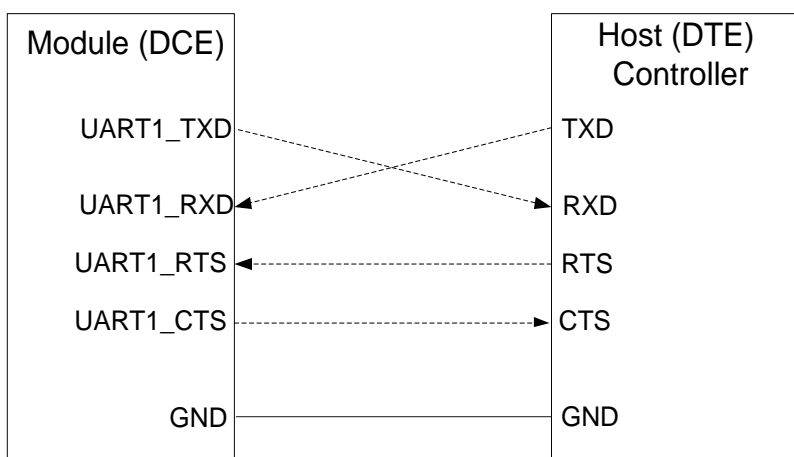 Module (DCE)
UART1_TXD
UART1_RXD
UART1_RTS
UART1_CTS
GND
Host (DTE)
Controller
TXD
RXD
RTS
CTS
GND